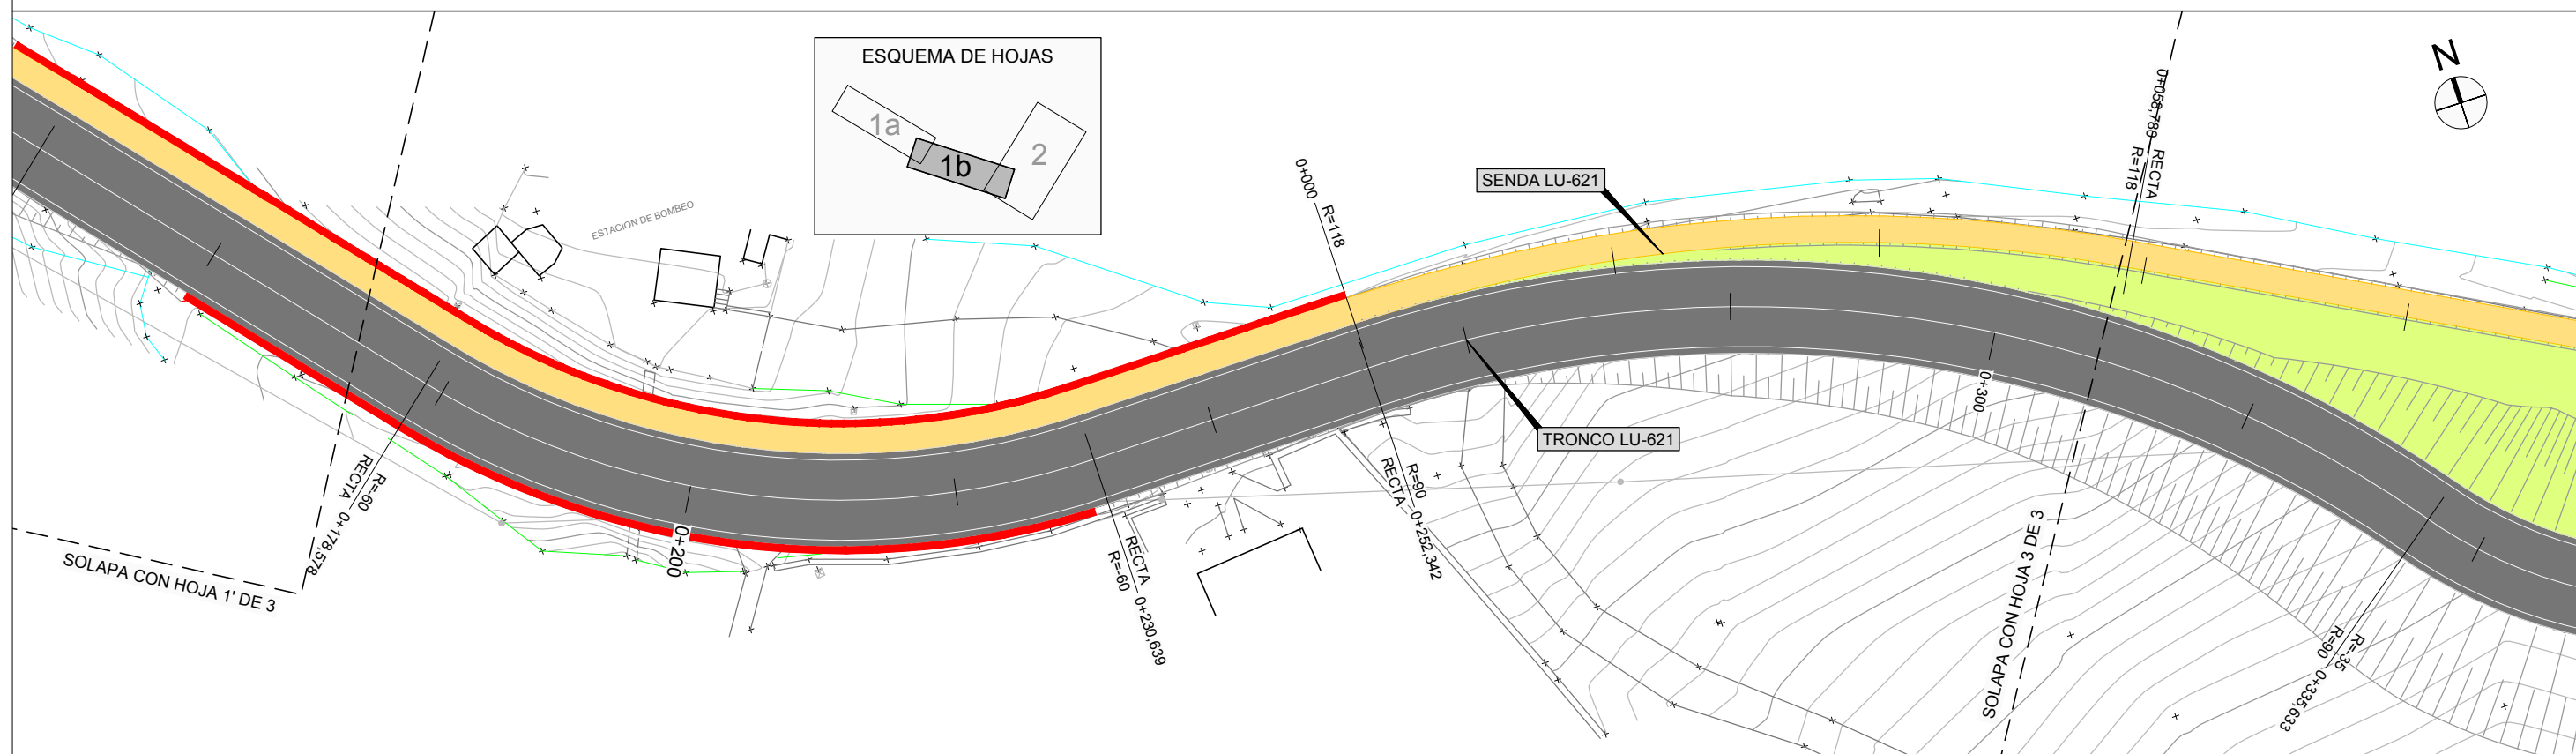 ESQUEMA DE HOJAS
1a
1b
2
N
ESTACION DE BOMBEO
SENDA LU-621
TRONCO LU-621
0+000
R=118
0+058,780
R=118
RECTA
R=-60
RECTA
0+178,578
SOLAPA CON HOJA 1' DE 3
0+200
RECTA
R=-60
0+230,639
R=90
RECTA
0+252,342
0+300
SOLAPA CON HOJA 3 DE 3
R=-35
R=90
0+335,633